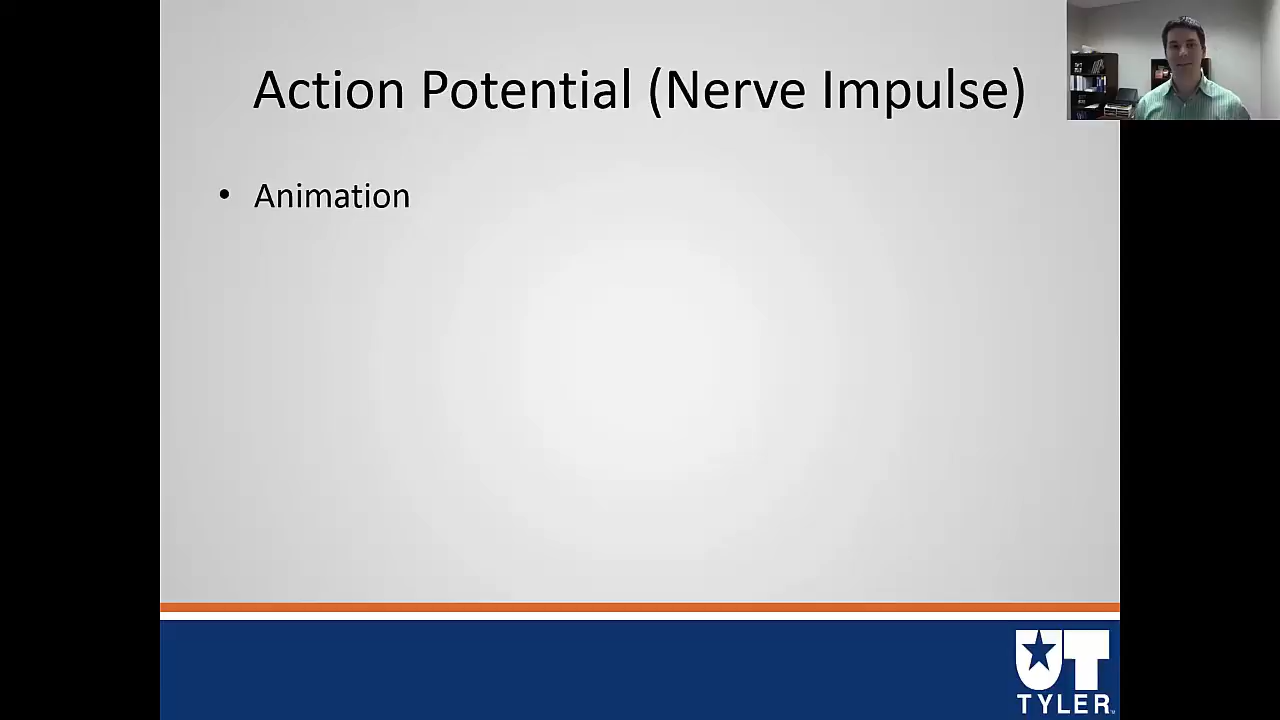 Action Potential (Nerve Impulse)
• Animation
UT
TYLER